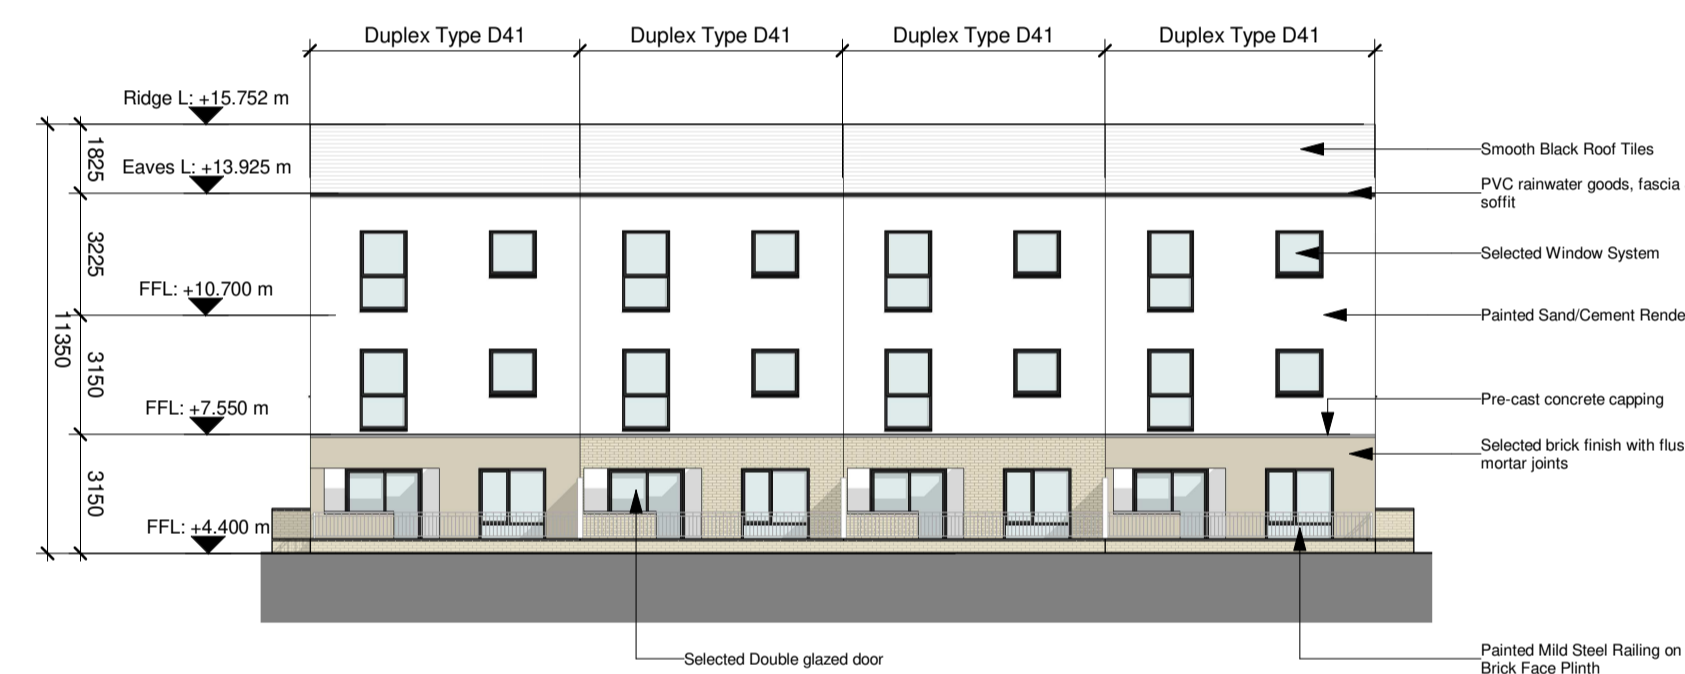 Duplex Type D41
Duplex Type D41
Duplex Type D41
Duplex Type D41
Ridge L: +15.752 m
Eaves L: +13.925 m
FFL: +10.700 m
FFL: +7.550 m
FFL: +4.400 m
1825
3225
3150
3150
11350
Smooth Black Roof Tiles
PVC rainwater goods, fascia
soffit
Selected Window System
Painted Sand/Cement Rende
Pre-cast concrete capping
Selected brick finish with flus
mortar joints
Selected Double glazed door
Painted Mild Steel Railing on
Brick Face Plinth